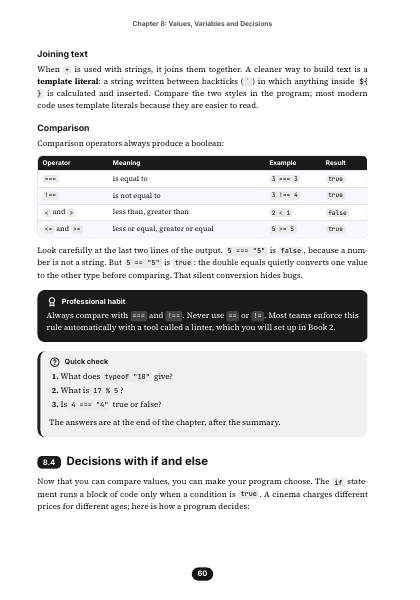 Chapter 8: Values, Variables and Decisions
Joining text
When + is used with strings, it joins them together. A cleaner way to build text is a
template literal: a string written between backticks ( ` ) in which anything inside ${
} is calculated and inserted. Compare the two styles in the program; most modern
code uses template literals because they are easier to read.
Comparison
Comparison operators always produce a boolean:
Operator Meaning Example Result
=== is equal to 3 === 3 true
!== is not equal to 3 !== 4 true
< and > less than, greater than 2 < 1 false
<= and >= less or equal, greater or equal 5 >= 5 true
Look carefully at the last two lines of the output. 5 === "5" is false, because a num-
ber is not a string. But 5 == "5" is true: the double equals quietly converts one value
to the other type before comparing. That silent conversion hides bugs.
Professional habit
Always compare with === and !==. Never use == or !=. Most teams enforce this
rule automatically with a tool called a linter, which you will set up in Book 2.
Quick check
1. What does typeof "18" give?
2. What is 17 % 5?
3. Is 4 === "4" true or false?
The answers are at the end of the chapter, after the summary.
8.4 Decisions with if and else
Now that you can compare values, you can make your program choose. The if state-
ment runs a block of code only when a condition is true. A cinema charges different
prices for different ages; here is how a program decides:
60